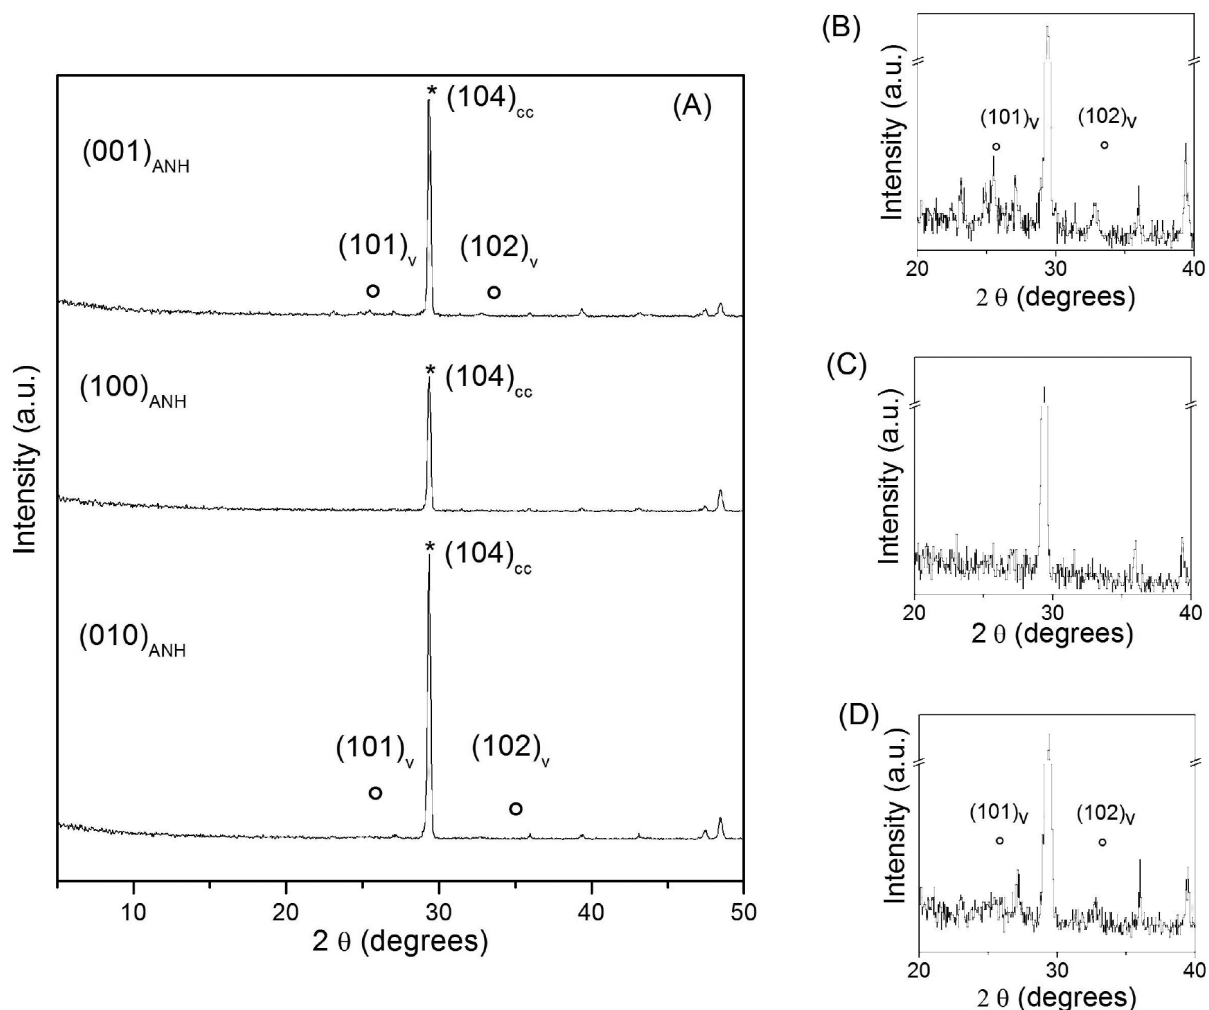 (A)
(001)ANH
* (104)cc
(101)v
(102)v
(100)ANH
* (104)cc
(010)ANH
* (104)cc
(101)v
(102)v
Intensity (a.u.)
10 20 30 40 50
2 θ (degrees)
(B)
Intensity (a.u.)
(101)v
(102)v
20 30 40
2 θ (degrees)
(C)
Intensity (a.u.)
20 30 40
2 θ (degrees)
(D)
Intensity (a.u.)
(101)v
(102)v
20 30 40
2 θ (degrees)